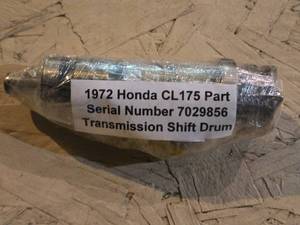 1972 Honda CL175 Part
Serial Number 7029856
Transmission Shift Drum